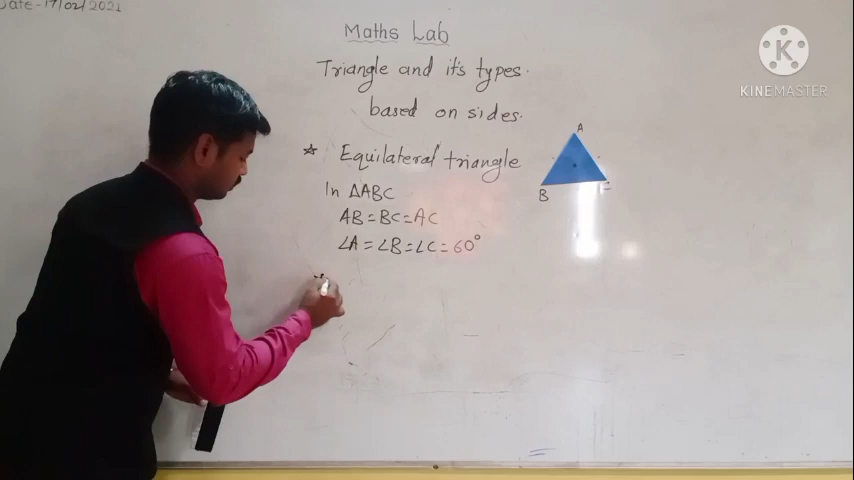 Date-17/02/2021
Maths Lab
Triangle and it's types.
based on sides.
A
☆ Equilateral triangle
B
In △ABC
AB=BC=AC
∠A=∠B=∠C=60°
K
KINEMASTER